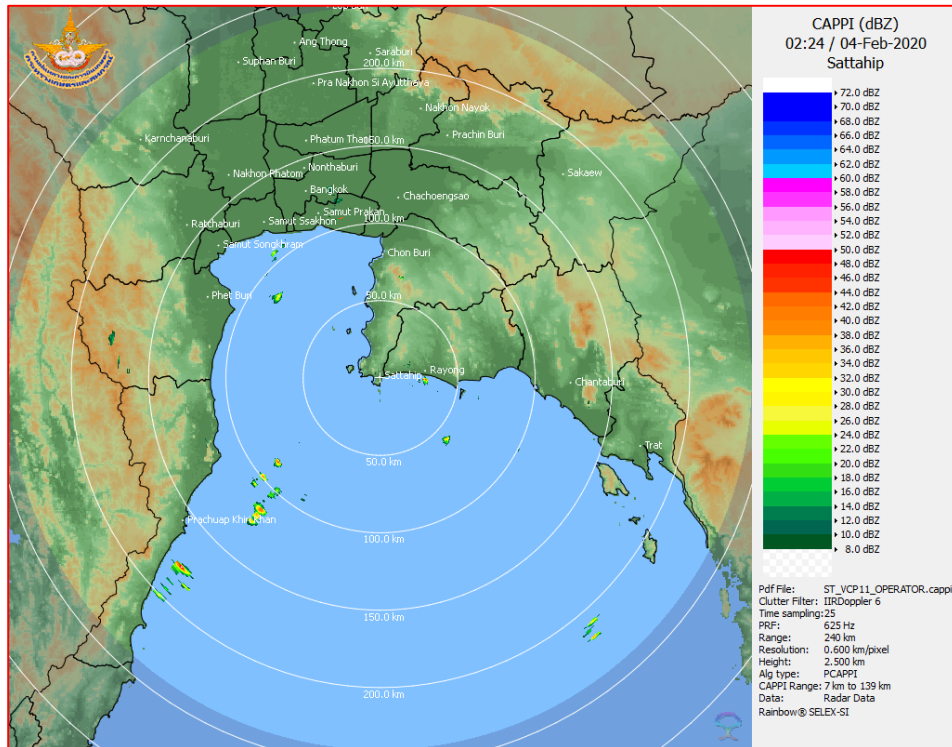 Ang Thong
Saraburi
Suphan Buri
200.0 km
Pra Nakhon Si Ayutthaya
Nakhon Nayok
Karnchanaburi
Phatum Than
50.0 km
Prachin Buri
Nonthaburi
Nakhon Phatom
Sakaew
Bangkok
Chachoengsao
Samut Prakan
Ratchaburi
Samut Ssakhon
100.0 km
Samut Songkhram
Chon Buri
Phet Buri
50.0 km
Sattahip
Rayong
Chantaburi
Trat
50.0 km
Prachuap Khirikhan
100.0 km
150.0 km
200.0 km
CAPPI (dBZ)
02:24 / 04-Feb-2020
Sattahip
72.0 dBZ
70.0 dBZ
68.0 dBZ
66.0 dBZ
64.0 dBZ
62.0 dBZ
60.0 dBZ
58.0 dBZ
56.0 dBZ
54.0 dBZ
52.0 dBZ
50.0 dBZ
48.0 dBZ
46.0 dBZ
44.0 dBZ
42.0 dBZ
40.0 dBZ
38.0 dBZ
36.0 dBZ
34.0 dBZ
32.0 dBZ
30.0 dBZ
28.0 dBZ
26.0 dBZ
24.0 dBZ
22.0 dBZ
20.0 dBZ
18.0 dBZ
16.0 dBZ
14.0 dBZ
12.0 dBZ
10.0 dBZ
8.0 dBZ
Pdf File: ST_VCP11_OPERATOR.cappi
Clutter Filter: IIRDoppler 6
Time sampling:25
PRF: 625 Hz
Range: 240 km
Resolution: 0.600 km/pixel
Height: 2.500 km
Alg type: PCAPPI
CAPPI Range: 7 km to 139 km
Data: Radar Data
Rainbow® SELEX-SI